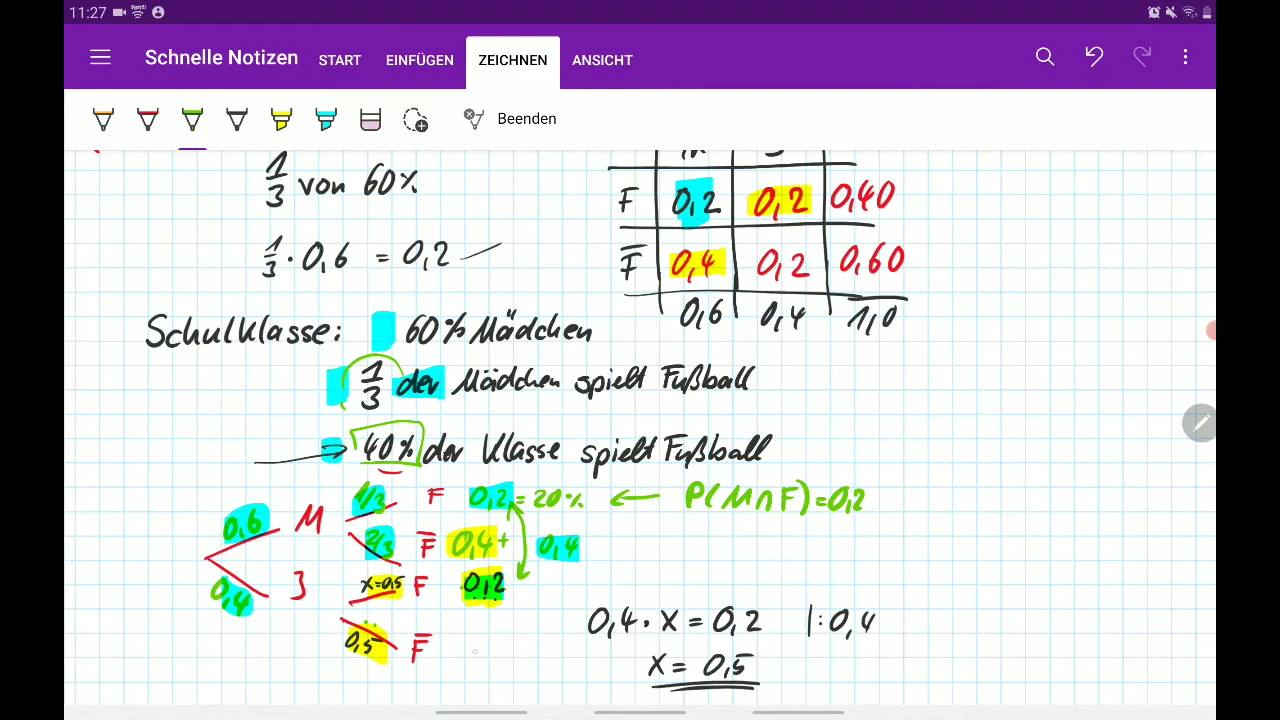 11:27
Schnelle Notizen START EINFÜGEN ZEICHNEN ANSICHT
Beenden
1/3 von 60%
1/3 · 0,6 = 0,2
F 0,2 0,2 0,40
F̅ 0,4 0,2 0,60
0,6 0,4 1,0
Schulklasse: 60% Mädchen
1/3 der Mädchen spielt Fußball
→ 40% der Klasse spielt Fußball
0,6 M 1/3 F 0,2 = 20% ← P(M∩F)=0,2
2/3 F̅ 0,4 + 0,4
0,4 J x=0,5 F 0,2
0,5 F̅
0,4 · x = 0,2 |:0,4
x = 0,5